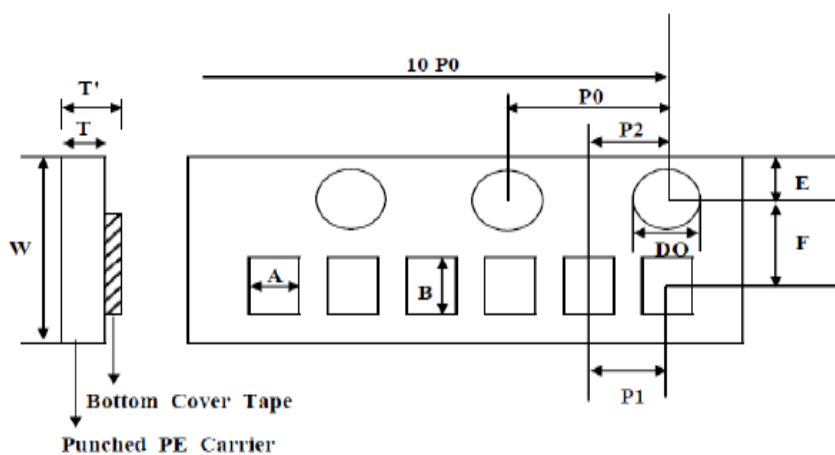 10 P0
T'
P0
T
P2
E
W
F
DO
A
B
P1
Bottom Cover Tape
Punched PE Carrier